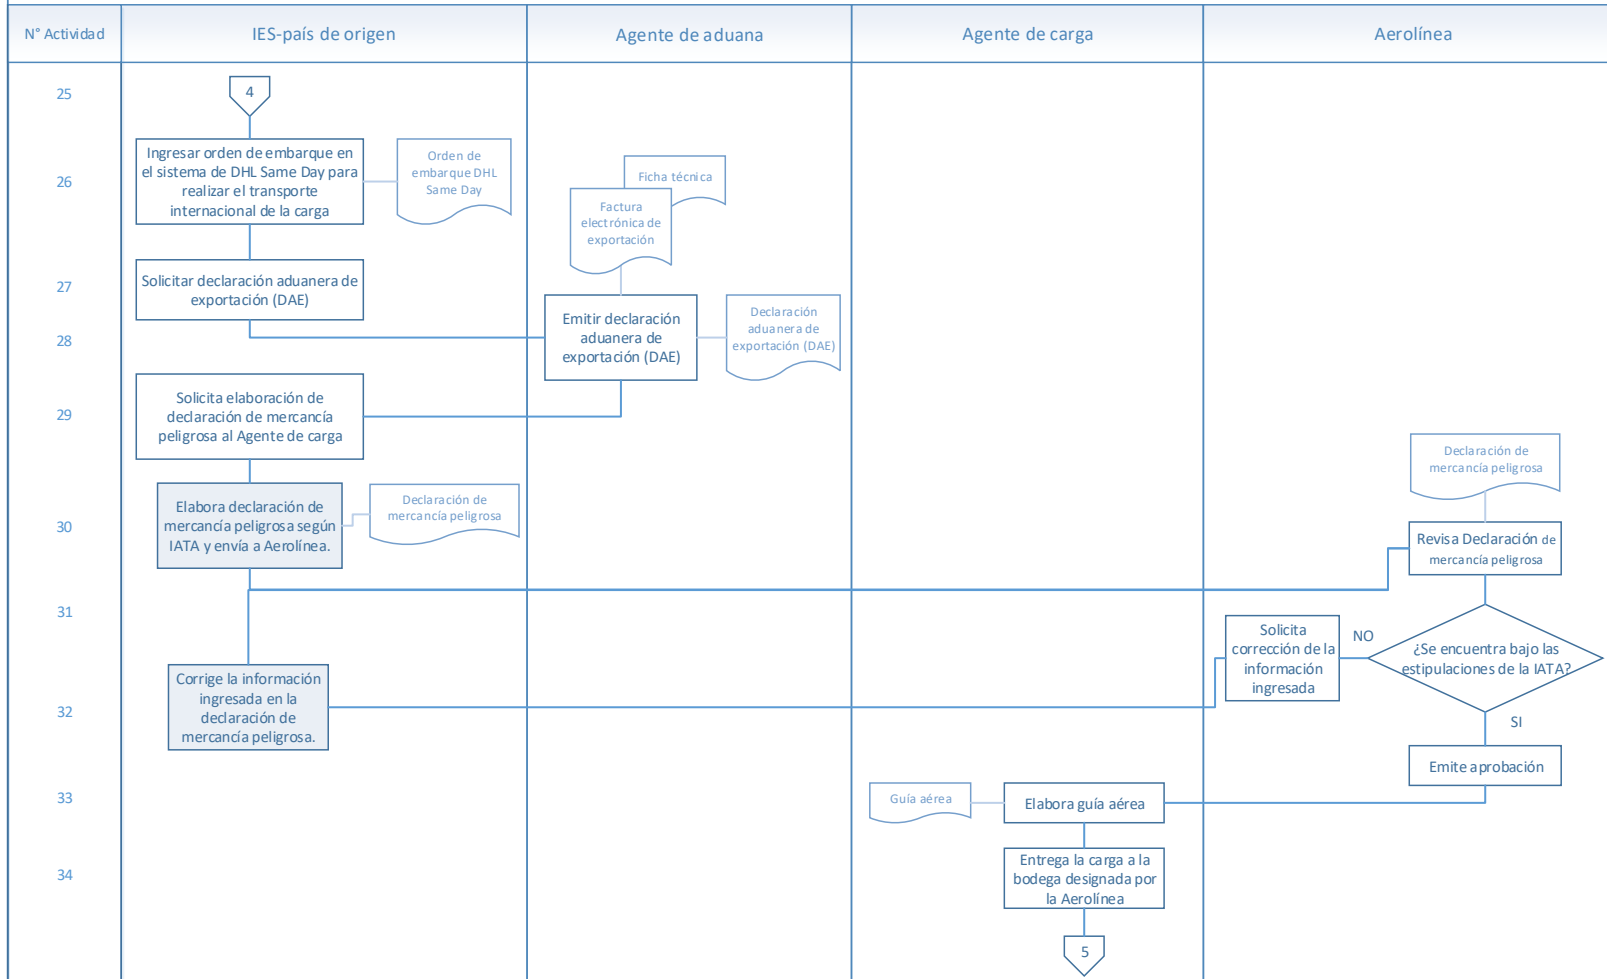 N° Actividad
IES-país de origen
Agente de aduana
Agente de carga
Aerolínea
25
4
26
Ingresar orden de embarque en
el sistema de DHL Same Day para
realizar el transporte
internacional de la carga
Orden de
embarque DHL
Same Day
Ficha técnica
Factura
electrónica de
exportación
27
Solicitar declaración aduanera de
exportación (DAE)
28
Emitir declaración
aduanera de
exportación (DAE)
Declaración
aduanera de
exportación (DAE)
29
Solicita elaboración de
declaración de mercancía
peligrosa al Agente de carga
Declaración de
mercancía peligrosa
30
Elabora declaración de
mercancía peligrosa según
IATA y envía a Aerolínea.
Declaración de
mercancía peligrosa
Revisa Declaración de
mercancía peligrosa
31
Solicita
corrección de la
información
ingresada
NO
¿Se encuentra bajo las
estipulaciones de la IATA?
32
Corrige la información
ingresada en la
declaración de
mercancía peligrosa.
SI
Emite aprobación
33
Guía aérea
Elabora guía aérea
34
Entrega la carga a la
bodega designada por
la Aerolínea
5